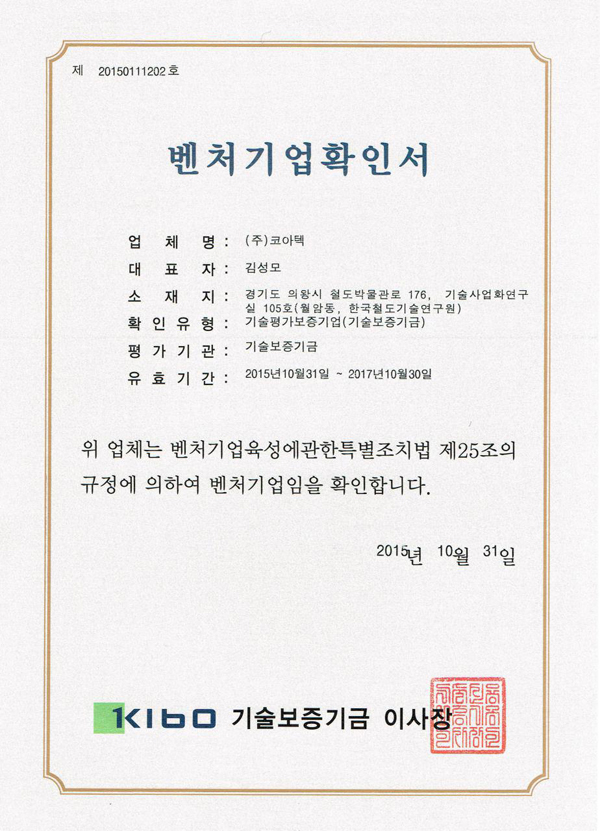 제 20150111202 호
벤처기업확인서
업 체 명 : (주)코아텍
대 표 자 : 김성모
소 재 지 : 경기도 의왕시 철도박물관로 176, 기술사업화연구
실 105호(월암동, 한국철도기술연구원)
확 인 유 형 : 기술평가보증기업(기술보증기금)
평 가 기 관 : 기술보증기금
유 효 기 간 : 2015년10월31일 ~ 2017년10월30일
위 업체는 벤처기업육성에관한특별조치법 제25조의
규정에 의하여 벤처기업임을 확인합니다.
2015년 10월 31일
KIBO 기술보증기금 이사장